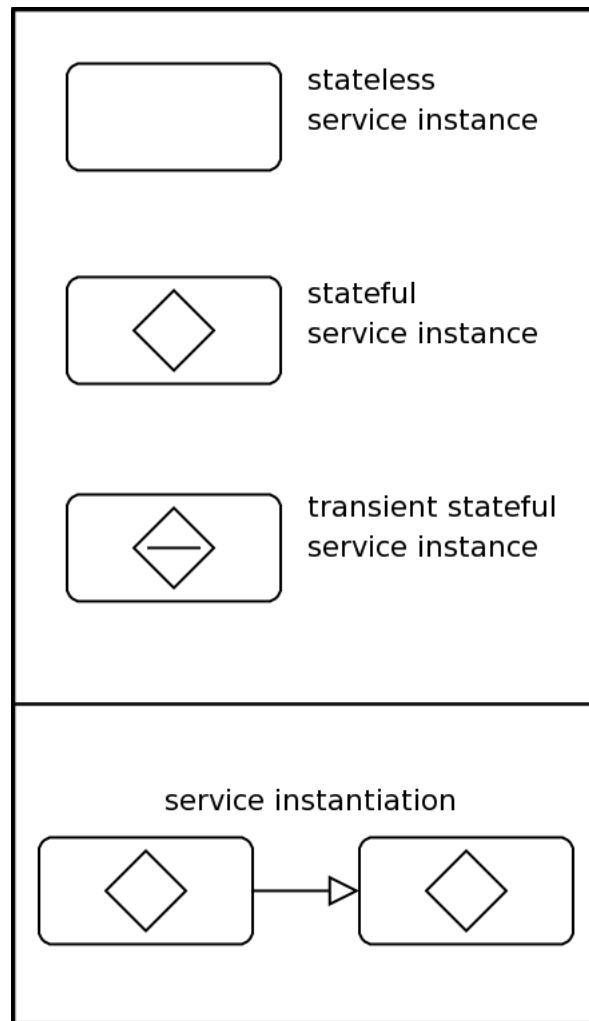 stateless
service instance
stateful
service instance
transient stateful
service instance
service instantiation